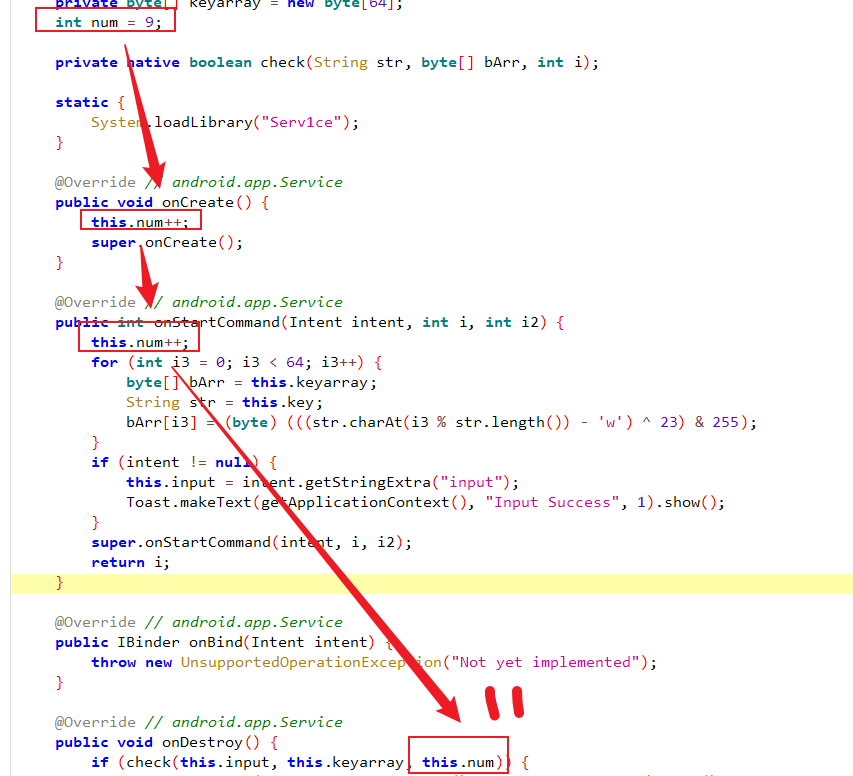 private byte[] keyarray = new byte[64];
int num = 9;
private native boolean check(String str, byte[] bArr, int i);
static {
System.loadLibrary("Serv1ce");
}
@Override // android.app.Service
public void onCreate() {
this.num++;
super.onCreate();
}
@Override // android.app.Service
public int onStartCommand(Intent intent, int i, int i2) {
this.num++;
for (int i3 = 0; i3 < 64; i3++) {
byte[] bArr = this.keyarray;
String str = this.key;
bArr[i3] = (byte) (((str.charAt(i3 % str.length()) - 'w') ^ 23) & 255);
}
if (intent != null) {
this.input = intent.getStringExtra("input");
Toast.makeText(getApplicationContext(), "Input Success", 1).show();
}
super.onStartCommand(intent, i, i2);
return i;
}
@Override // android.app.Service
public IBinder onBind(Intent intent) {
throw new UnsupportedOperationException("Not yet implemented");
}
11
@Override // android.app.Service
public void onDestroy() {
if (check(this.input, this.keyarray, this.num)) {